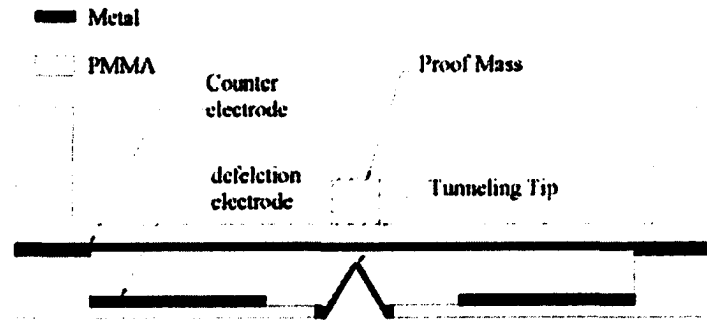 Metal
PMMA
Counter
electrode
Proof Mass
defelction
electrode
Tunneling Tip